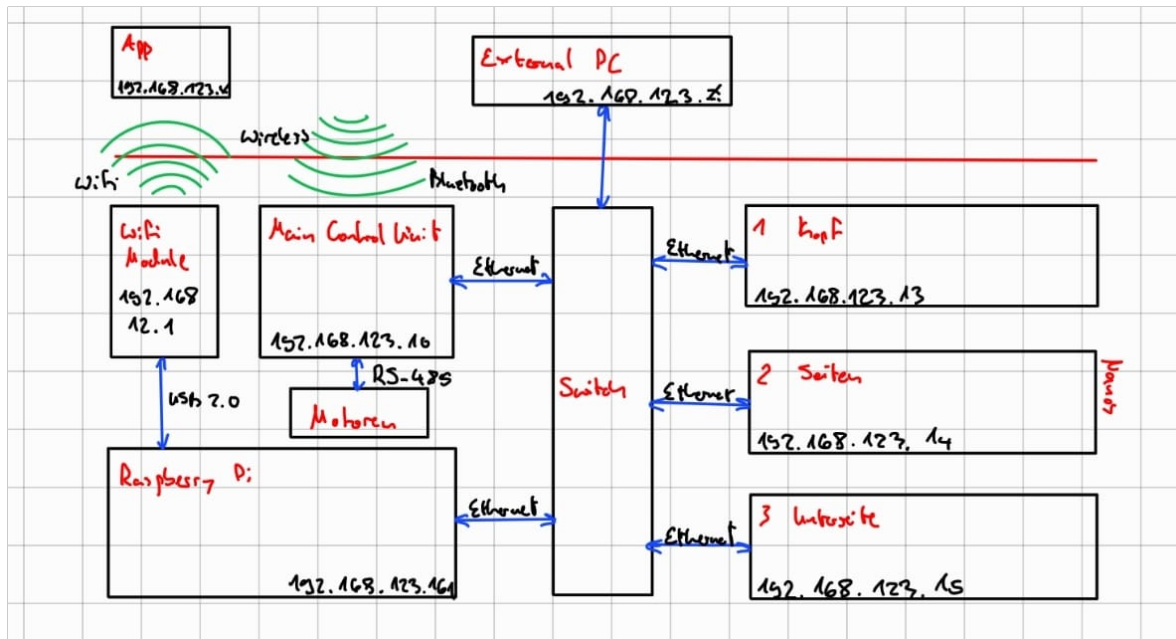 App
192.168.123.x
External PC
192.168.123.z
Wireless
Wifi
Bluetooth
Wifi
Module
192.168
12.1
Main Control Unit
192.168.123.10
Ethernet
RS-485
Motoren
USB 2.0
Raspberry Pi
192.168.123.161
Ethernet
Switch
Ethernet
1 Kopf
192.168.123.13
Ethernet
2 Seiten
192.168.123.14
Nanos
Ethernet
3 Unterseite
192.168.123.15